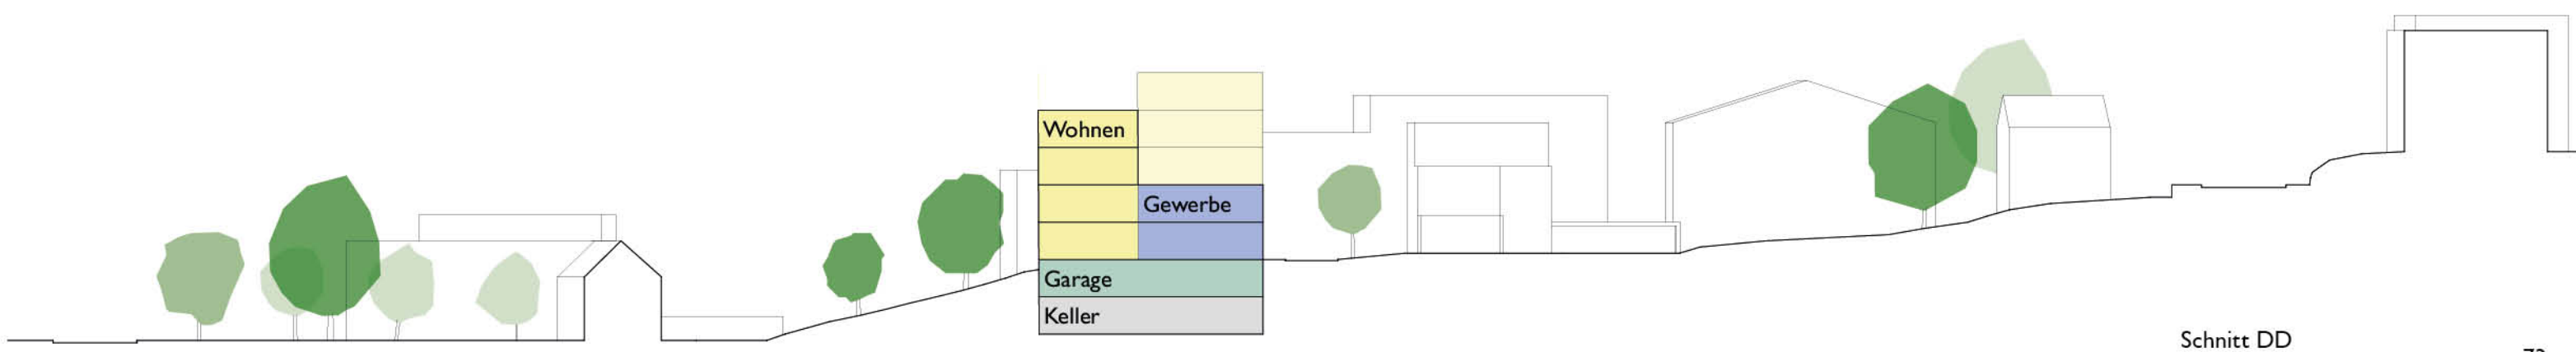 Wohnen
Gewerbe
Garage
Keller
Schnitt DD